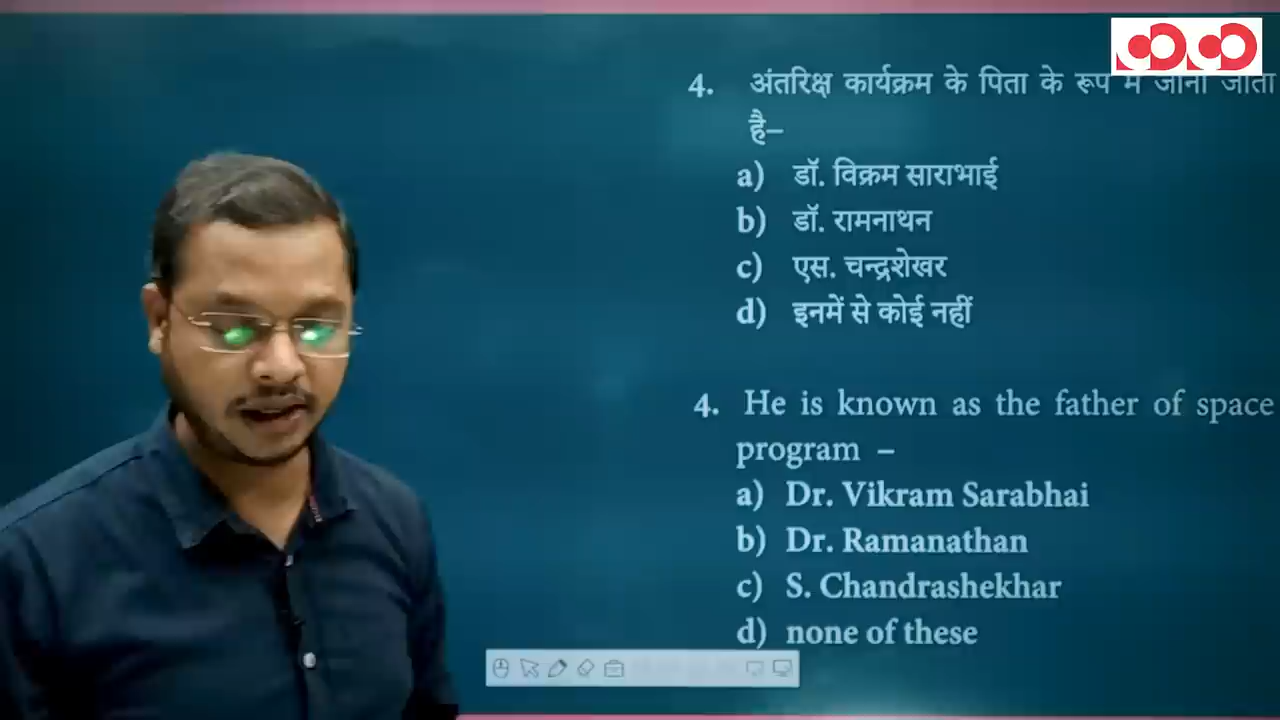 4. अंतरिक्ष कार्यक्रम के पिता के रूप में जाना जाता
है–
a) डॉ. विक्रम साराभाई
b) डॉ. रामनाथन
c) एस. चन्द्रशेखर
d) इनमें से कोई नहीं
4. He is known as the father of space
program –
a) Dr. Vikram Sarabhai
b) Dr. Ramanathan
c) S. Chandrashekhar
d) none of these